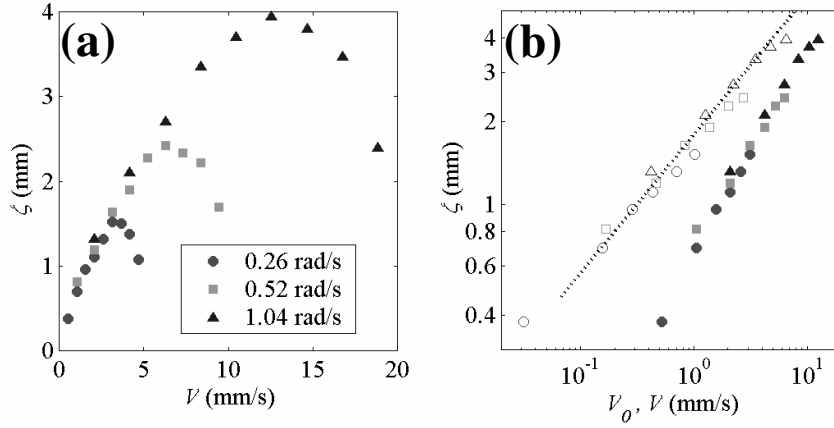 (a)
4
3
2
1
0
ζ (mm)
0 5 10 15 20
V (mm/s)
0.26 rad/s
0.52 rad/s
1.04 rad/s
(b)
4
3
2
1
0.8
0.6
0.4
ζ (mm)
10⁻¹ 10⁰ 10¹
V₀, V (mm/s)